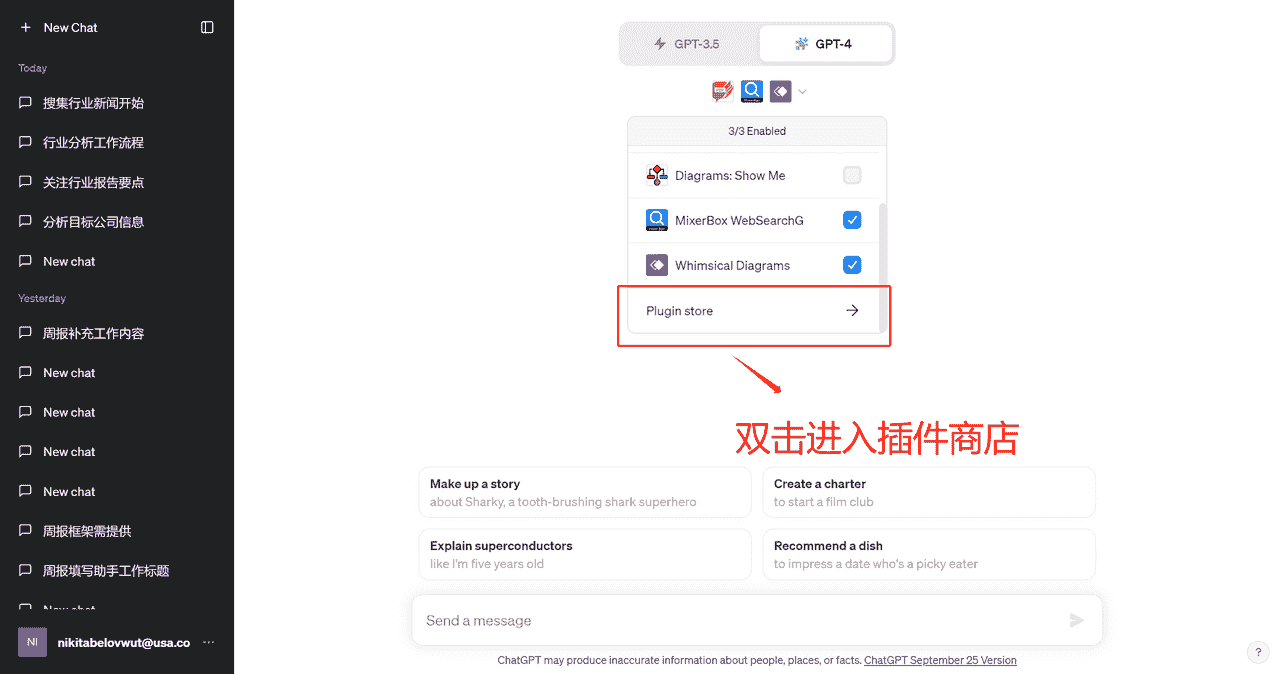 New Chat
Today
搜集行业新闻开始
行业分析工作流程
关注行业报告要点
分析目标公司信息
New chat
Yesterday
周报补充工作内容
New chat
New chat
New chat
New chat
周报框架需提供
周报填写助手工作标题
New chat
NI
nikitabelovwut@usa.co
GPT-3.5
GPT-4
3/3 Enabled
Diagrams: Show Me
MixerBox WebSearchG
Whimsical Diagrams
Plugin store
双击进入插件商店
Make up a story
about Sharky, a tooth-brushing shark superhero
Create a charter
to start a film club
Explain superconductors
like I'm five years old
Recommend a dish
to impress a date who's a picky eater
Send a message
ChatGPT may produce inaccurate information about people, places, or facts. ChatGPT September 25 Version
?